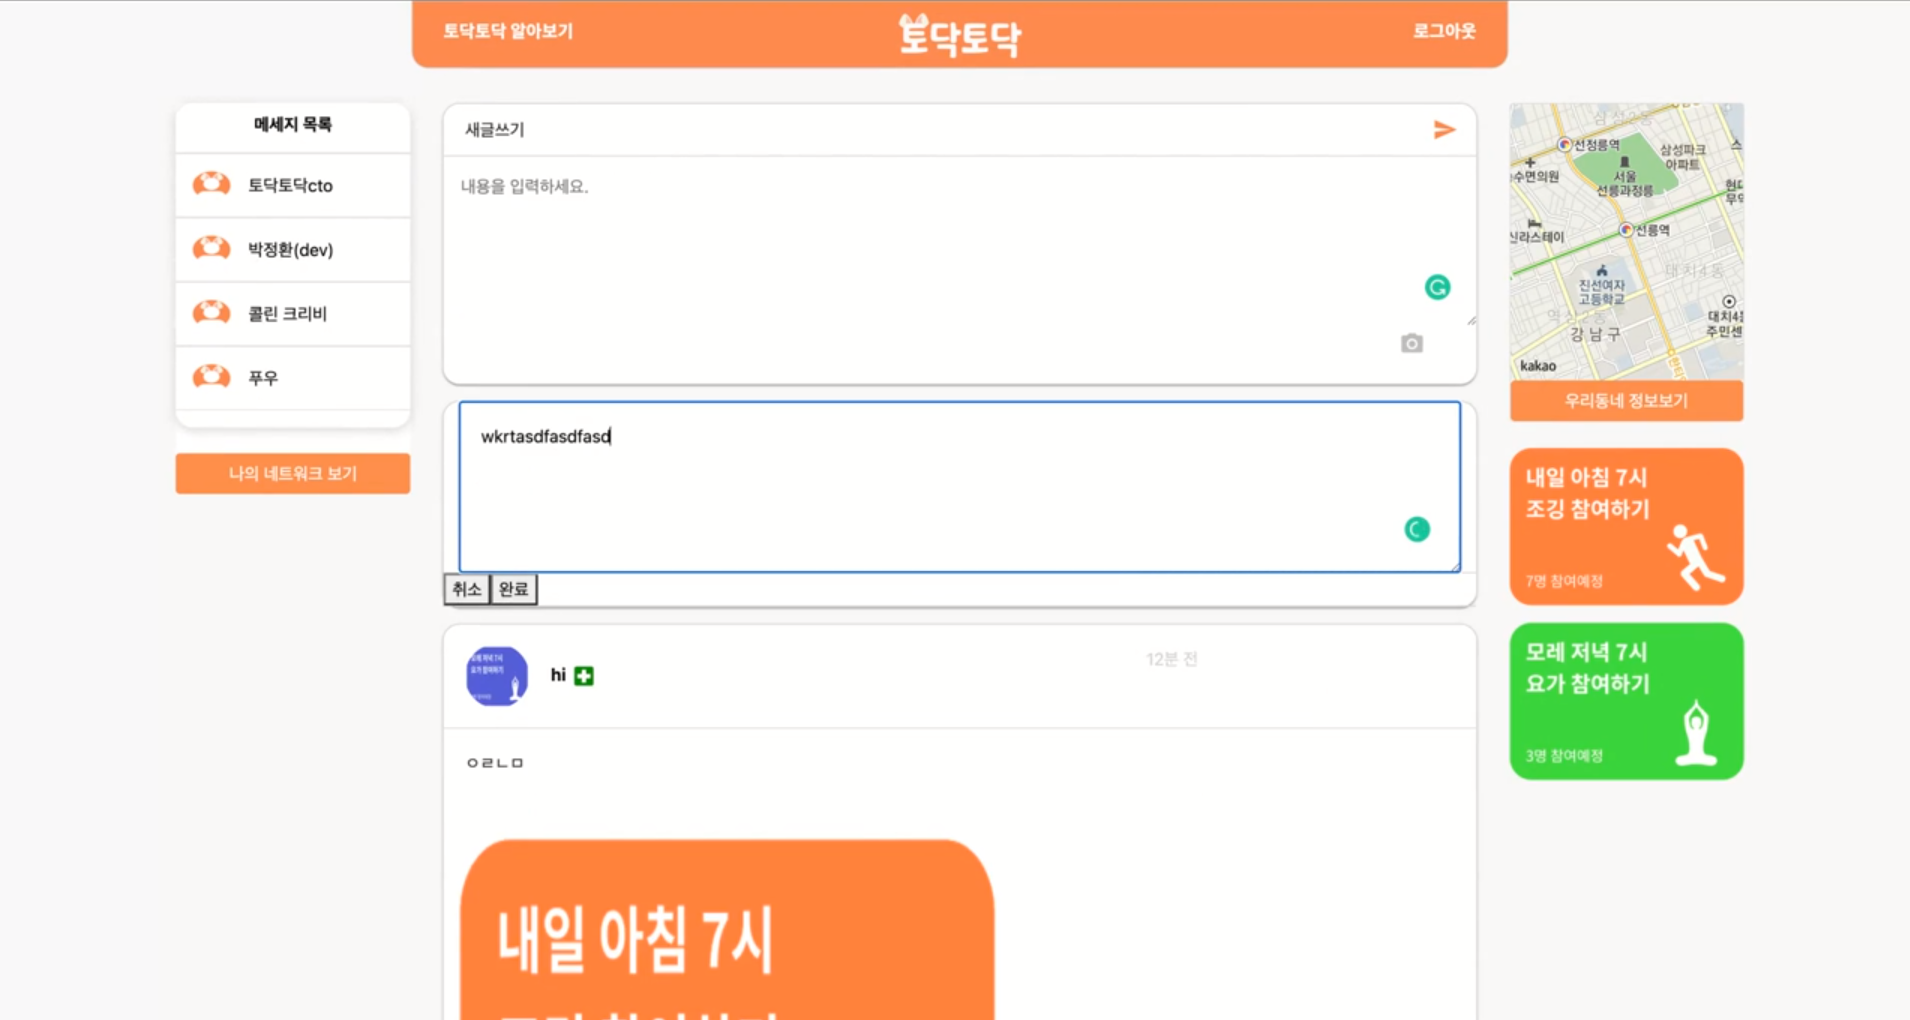 토닥토닥 알아보기
토닥토닥
로그아웃
메세지 목록
토닥토닥cto
박정환(dev)
콜린 크리비
푸우
나의 네트워크 보기
새글쓰기
내용을 입력하세요.
wkrtasdfasdfasd
취소
완료
hi
12분 전
ㅇㄹㄴㅁ
내일 아침 7시
삼성2동
선정릉역
삼성파크
아파트
수면의원
서울
선릉과정릉
선릉역
신라스테이
대치4동
진선여자
고등학교
역삼2동
강남구
대치4동
주민센
kakao
우리동네 정보보기
내일 아침 7시
조깅 참여하기
7명 참여예정
모레 저녁 7시
요가 참여하기
3명 참여예정